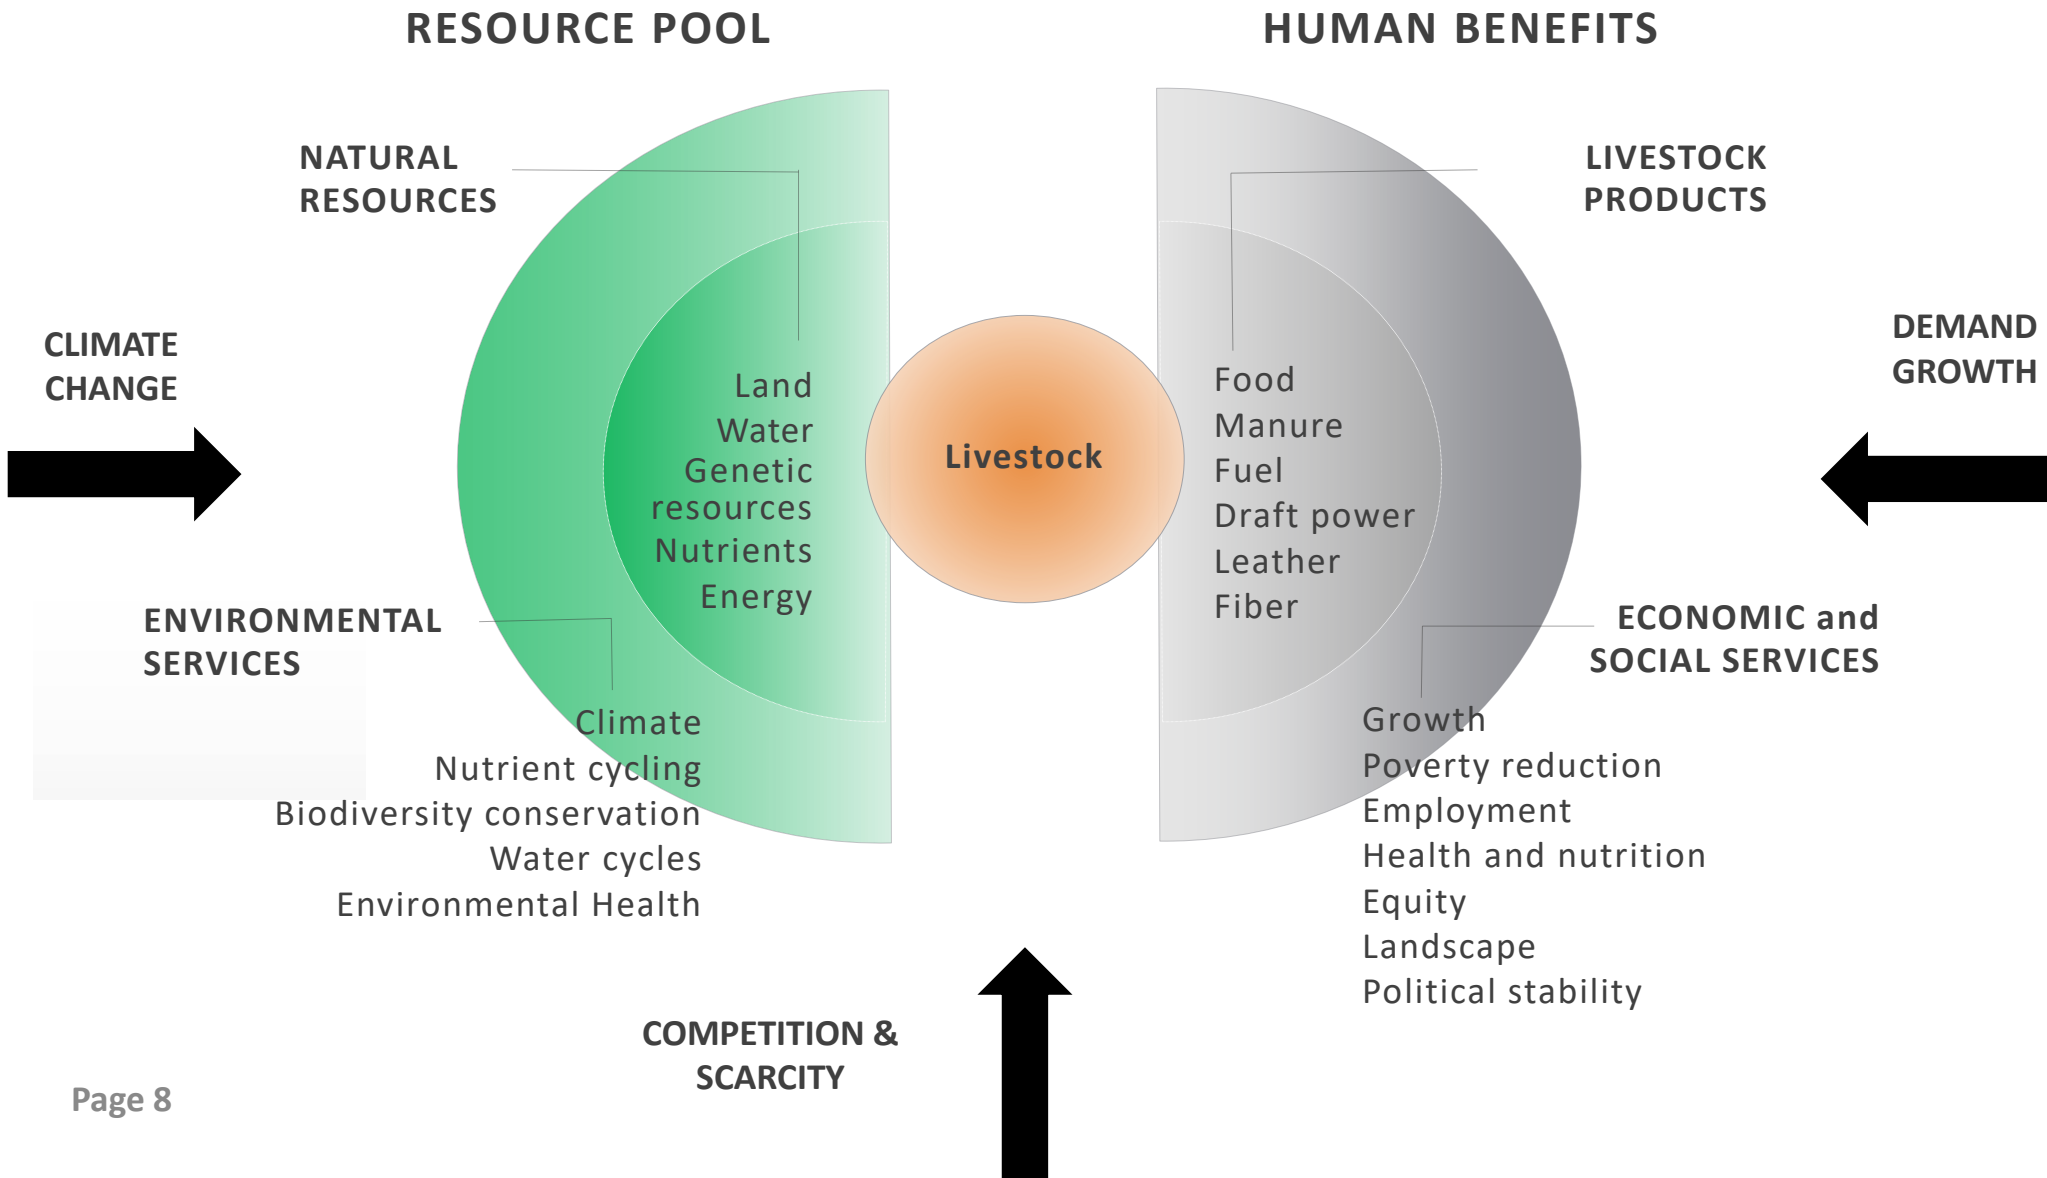 RESOURCE POOL
HUMAN BENEFITS
NATURAL
RESOURCES
LIVESTOCK
PRODUCTS
CLIMATE
CHANGE
DEMAND
GROWTH
Land
Water
Genetic
resources
Nutrients
Energy
Livestock
Food
Manure
Fuel
Draft power
Leather
Fiber
ENVIRONMENTAL
SERVICES
ECONOMIC and
SOCIAL SERVICES
Climate
Nutrient cycling
Biodiversity conservation
Water cycles
Environmental Health
Growth
Poverty reduction
Employment
Health and nutrition
Equity
Landscape
Political stability
COMPETITION &
SCARCITY
Page 8